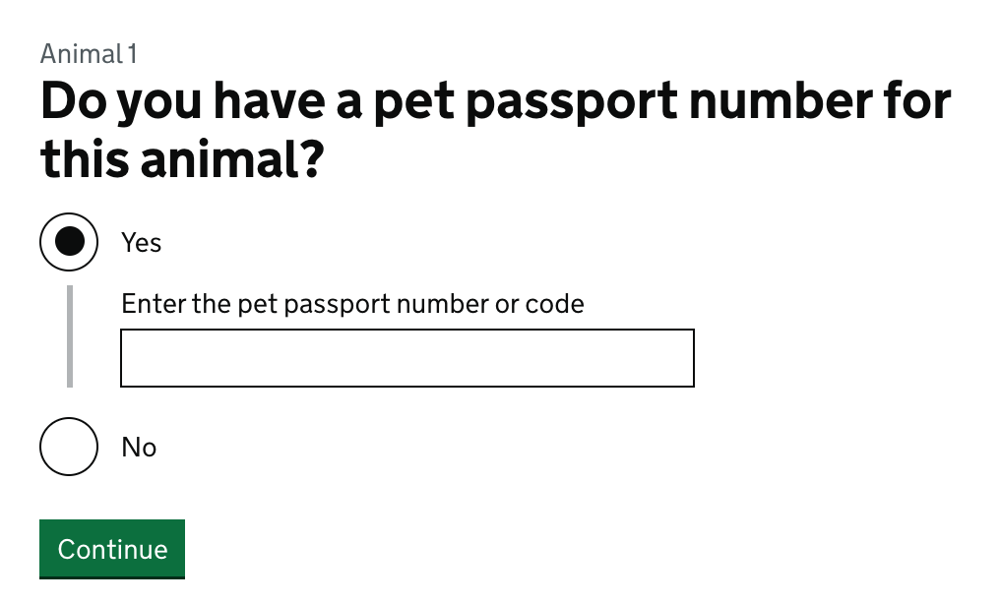 Animal 1
Do you have a pet passport number for
this animal?
Yes
Enter the pet passport number or code
No
Continue